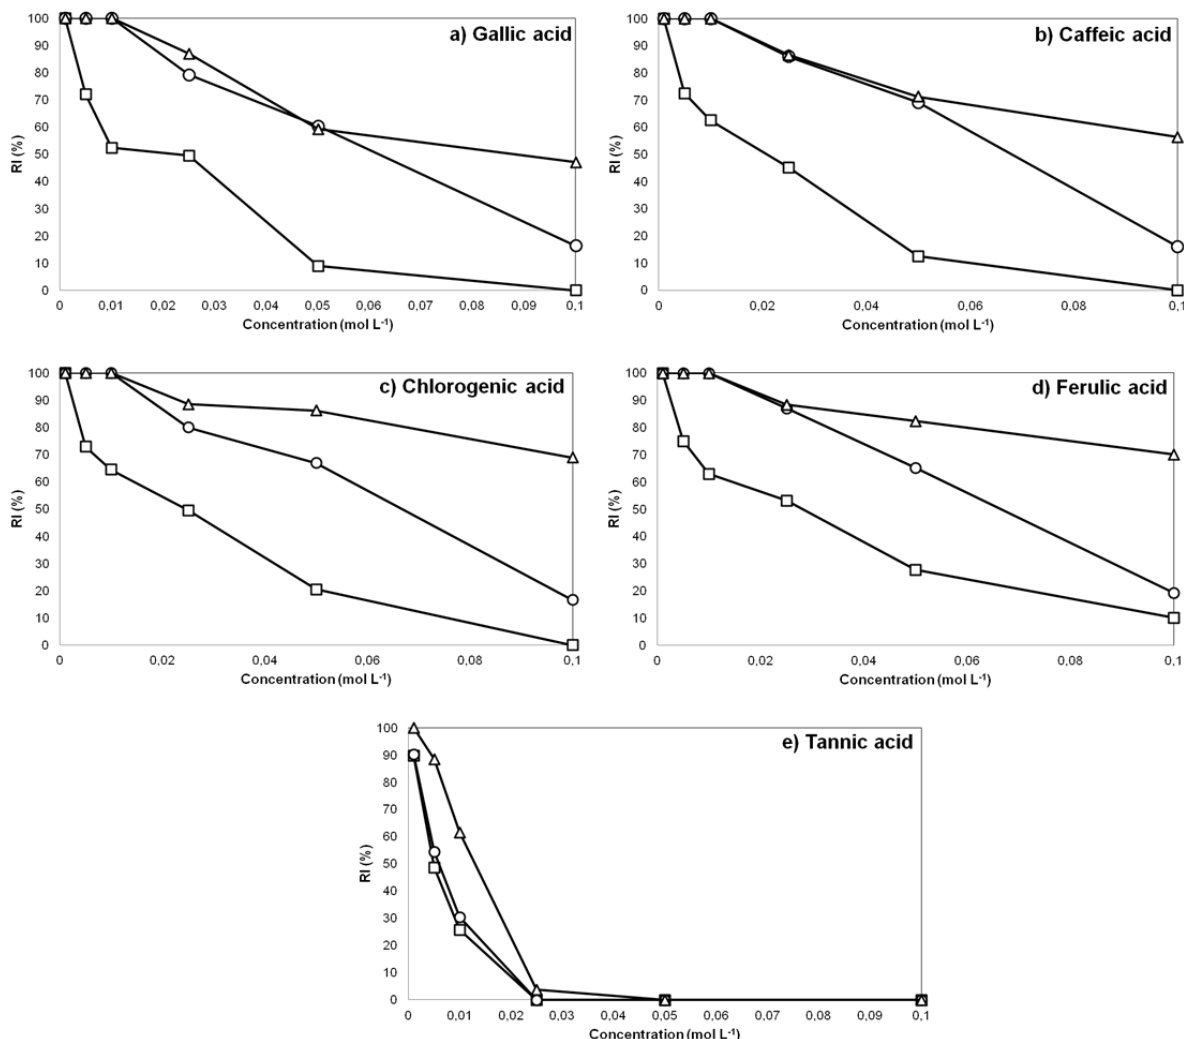 a) Gallic acid
RI (%)
100
90
80
70
60
50
40
30
20
10
0
0 0,01 0,02 0,03 0,04 0,05 0,06 0,07 0,08 0,09 0,1
Concentration (mol L⁻¹)
b) Caffeic acid
RI (%)
100
90
80
70
60
50
40
30
20
10
0
0 0,02 0,04 0,06 0,08 0,1
Concentration (mol L⁻¹)
c) Chlorogenic acid
RI (%)
100
90
80
70
60
50
40
30
20
10
0
0 0,02 0,04 0,06 0,08 0,1
Concentration (mol L⁻¹)
d) Ferulic acid
RI (%)
100
90
80
70
60
50
40
30
20
10
0
0 0,02 0,04 0,06 0,08 0,1
Concentration (mol L⁻¹)
e) Tannic acid
RI (%)
100
90
80
70
60
50
40
30
20
10
0
0 0,01 0,02 0,03 0,04 0,05 0,06 0,07 0,08 0,09 0,1
Concentration (mol L⁻¹)